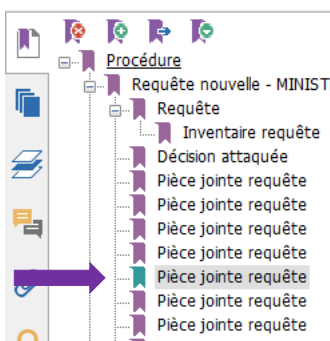 Procédure
Requête nouvelle - MINIST
Requête
Inventaire requête
Décision attaquée
Pièce jointe requête
Pièce jointe requête
Pièce jointe requête
Pièce jointe requête
Pièce jointe requête
Pièce jointe requête
Pièce jointe requête